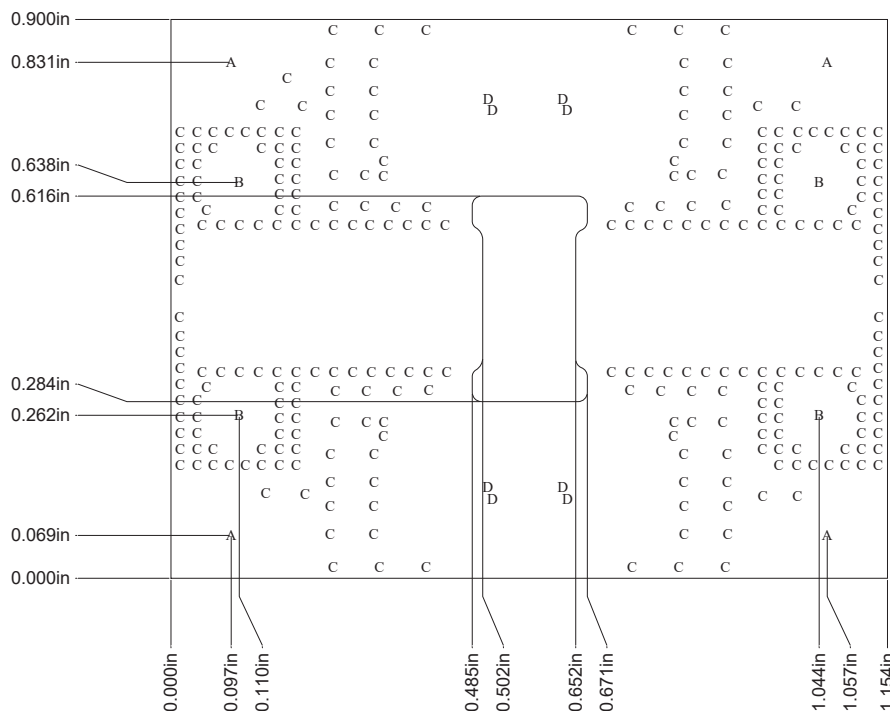 0.900in
C C C C C C
0.831in A C C C C A
C
C C C C
D D
C C C C
D D
C C C C
C C C C C C C C C C C C C C C C
C C C C
C C C C C C C C C C C C
C C C C C C C C C C
0.638in
C C C C C C
C C B C C C C B C C C C
0.616in
C C C C C C C C
C C C C C C C C C C
C C C C C C C C C C C C C C
C C C C C C C C C C C C C C C C C C C C C C C C C C C C
C C
C C
C C
C C
C C
C C
C C
C C C C C C C C C C C C C C C C C C C C C C C C C C C C
0.284in
C C C C C C C C C C C C C C C C
C C C C C C C C
C C C C C C C C
0.262in
C C B C C C C B C C C C
C C C C C C
C C C C C C C C C C
C C C C C C C C C C C C
C C C C
C C C C C C C C C C C C C C C
C C C C
D D
C C C C
D D
C C C C
0.069in A C C C C A
C C C C C C
0.000in
0.000in
0.097in
0.110in
0.485in
0.502in
0.652in
0.671in
1.044in
1.057in
1.154in